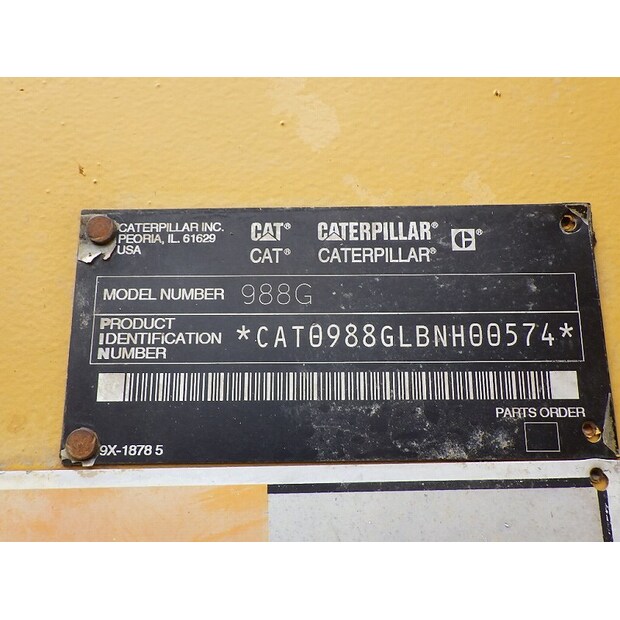 CATERPILLAR INC.
PEORIA, IL. 61629
USA
CAT® CATERPILLAR® C®
CAT® CATERPILLAR®
MODEL NUMBER 988G
PRODUCT
IDENTIFICATION
NUMBER
*CAT0988GLBNH00574*
PARTS ORDER
9X-1878 5